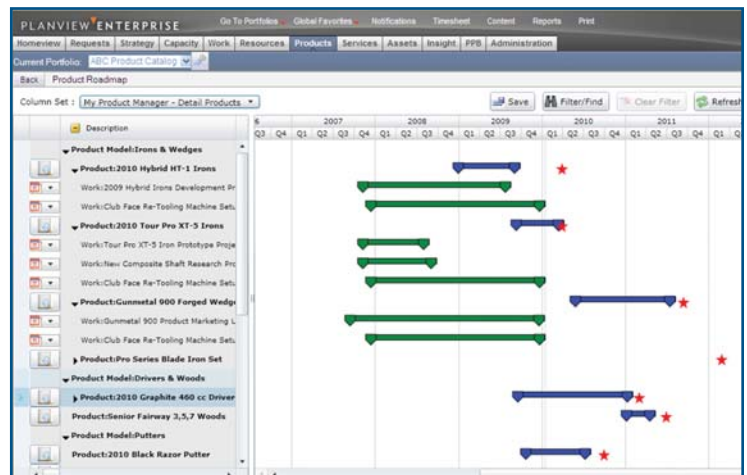 PLANVIEW ENTERPRISE
Go To Portfolios Global Favorites Notifications Timesheet Content Reports Print
Homeview Requests Strategy Capacity Work Resources Products Services Assets Insight PPB Administration
Current Portfolio: ABC Product Catalog
Back Product Roadmap
Column Set : My Product Manager - Detail Products Save Filter/Find Clear Filter Refresh
Description
6 2007 2008 2009 2010 2011
Q3 Q4 Q1 Q2 Q3 Q4 Q1 Q2 Q3 Q4 Q1 Q2 Q3 Q4 Q1 Q2 Q3 Q4 Q1 Q2 Q3 Q4 Q1
Product Model:Irons & Wedges
Product:2010 Hybrid HT-1 Irons
Work:2009 Hybrid Irons Development Pr
Work:Club Face Re-Tooling Machine Setu
Product:2010 Tour Pro XT-5 Irons
Work:Tour Pro XT-5 Iron Prototype Proje
Work:New Composite Shaft Research Prc
Work:Club Face Re-Tooling Machine Setu
Product:Gunmetal 900 Forged Wedge
Work:Gunmetal 900 Product Marketing L
Work:Club Face Re-Tooling Machine Setu
Product:Pro Series Blade Iron Set
Product Model:Drivers & Woods
Product:2010 Graphite 460 cc Driver
Product:Senior Fairway 3,5,7 Woods
Product Model:Putters
Product:2010 Black Razor Putter